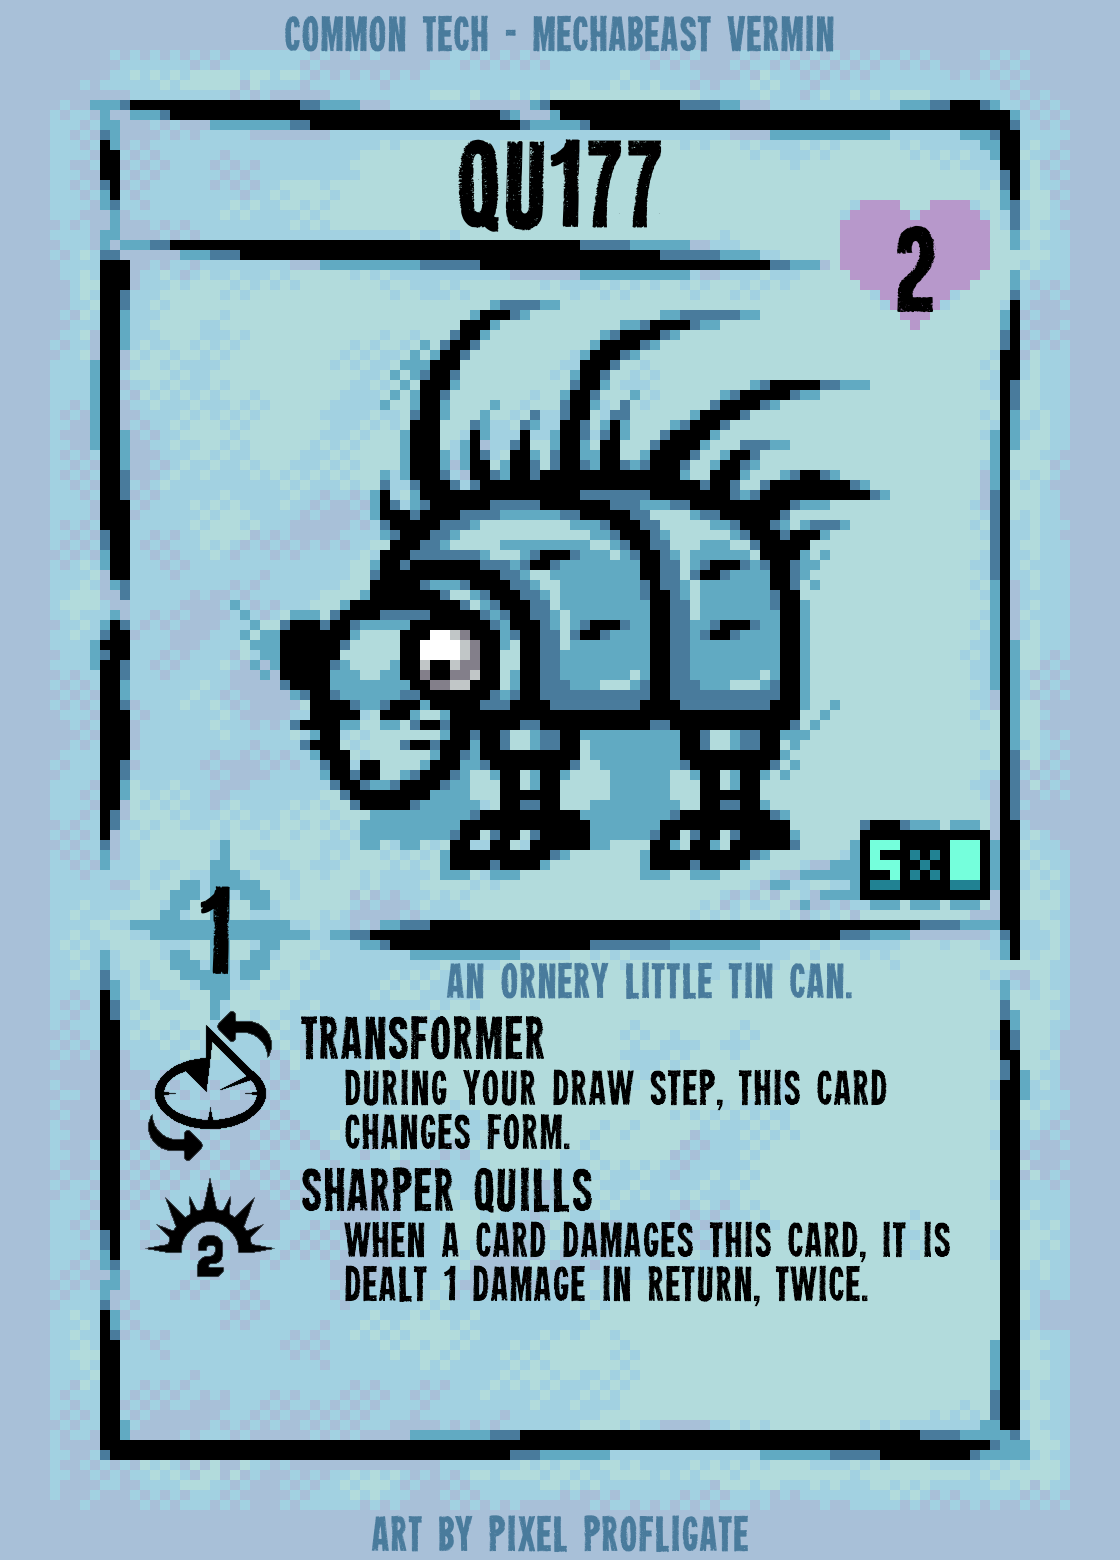 COMMON TECH - MECHABEAST VERMIN
QU177
2
5X
1
AN ORNERY LITTLE TIN CAN.
TRANSFORMER
DURING YOUR DRAW STEP, THIS CARD
CHANGES FORM.
SHARPER QUILLS
2
WHEN A CARD DAMAGES THIS CARD, IT IS
DEALT 1 DAMAGE IN RETURN, TWICE.
ART BY PIXEL PROFLIGATE